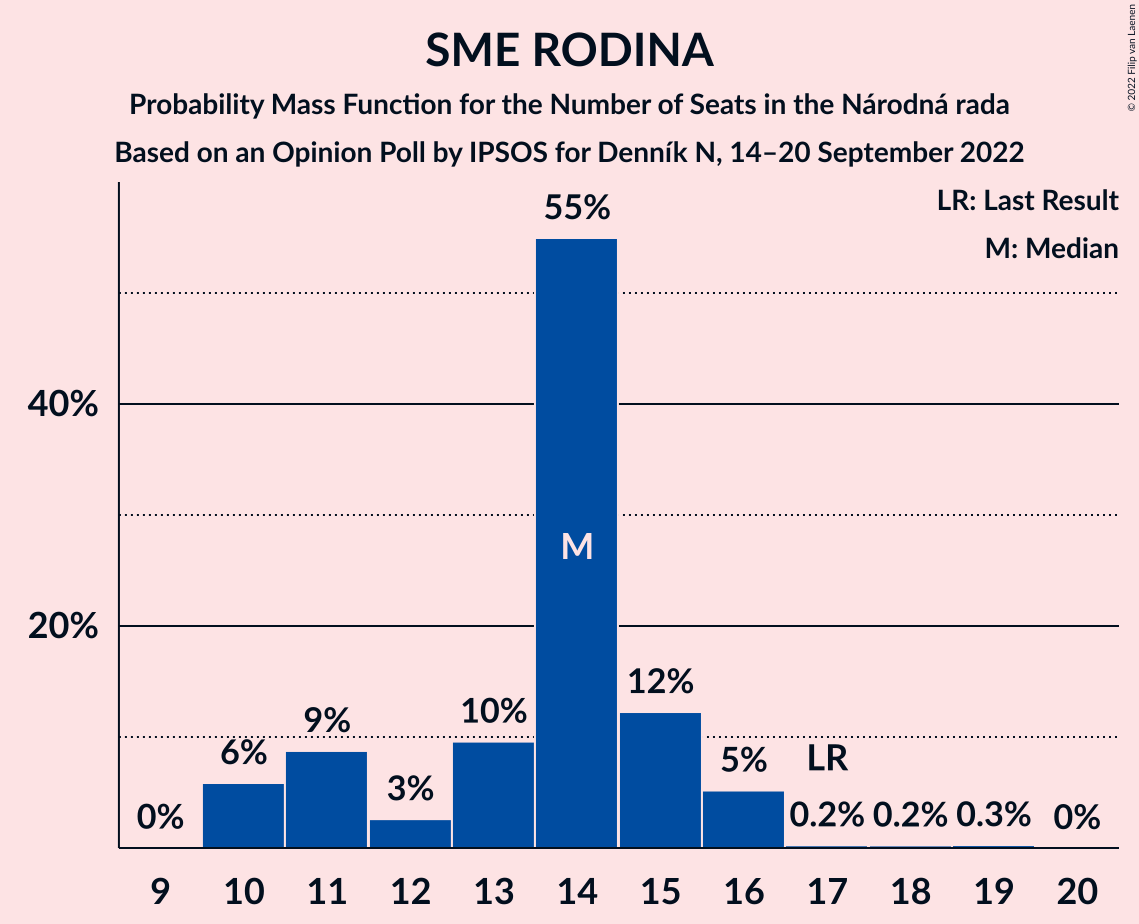 SME RODINA
Probability Mass Function for the Number of Seats in the Národná rada
Based on an Opinion Poll by IPSOS for Denník N, 14–20 September 2022
© 2022 Filip van Laenen
LR: Last Result
M: Median
55%
40%
M
20%
12%
10%
9%
6%
5%
LR
3%
0%
0.2%
0.2%
0.3%
0%
9 10 11 12 13 14 15 16 17 18 19 20